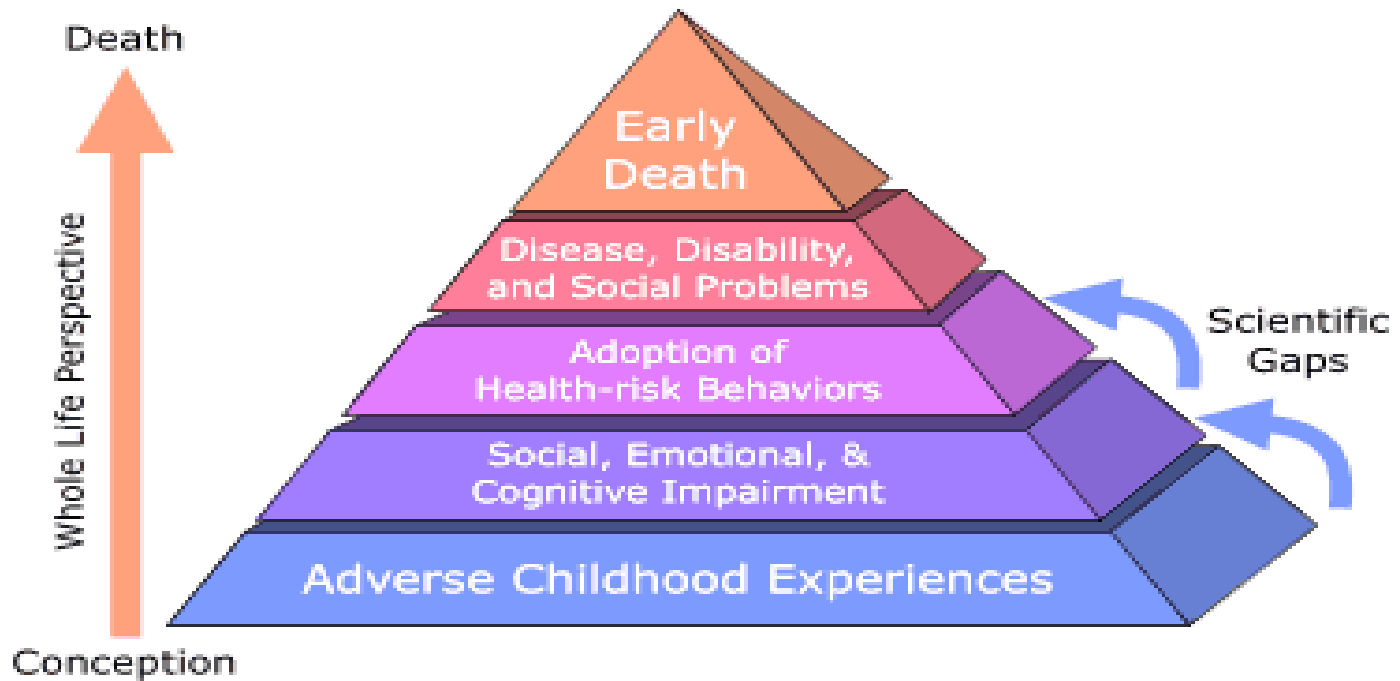 Death
Whole Life Perspective
Conception
Early
Death
Disease, Disability,
and Social Problems
Adoption of
Health-risk Behaviors
Social, Emotional, &
Cognitive Impairment
Adverse Childhood Experiences
Scientific
Gaps